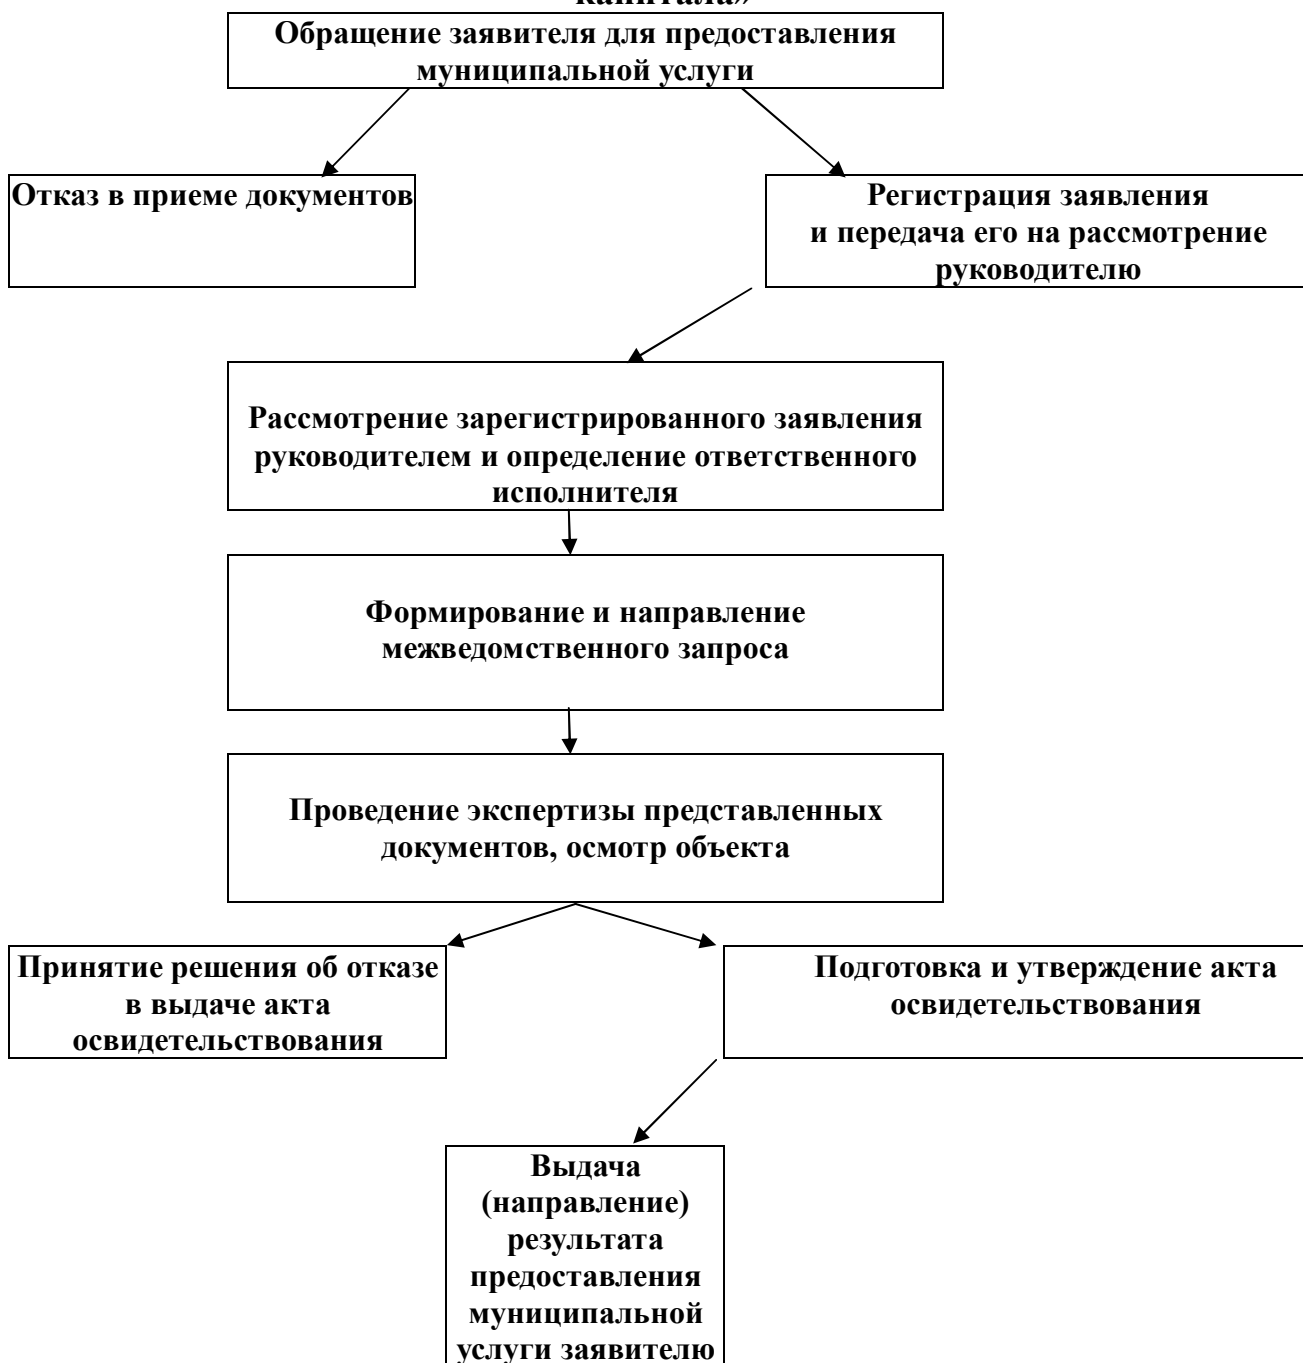 капитала»
Обращение заявителя для предоставления
муниципальной услуги
Отказ в приеме документов
Регистрация заявления
и передача его на рассмотрение
руководителю
Рассмотрение зарегистрированного заявления
руководителем и определение ответственного
исполнителя
Формирование и направление
межведомственного запроса
Проведение экспертизы представленных
документов, осмотр объекта
Принятие решения об отказе
в выдаче акта
освидетельствования
Подготовка и утверждение акта
освидетельствования
Выдача
(направление)
результата
предоставления
муниципальной
услуги заявителю